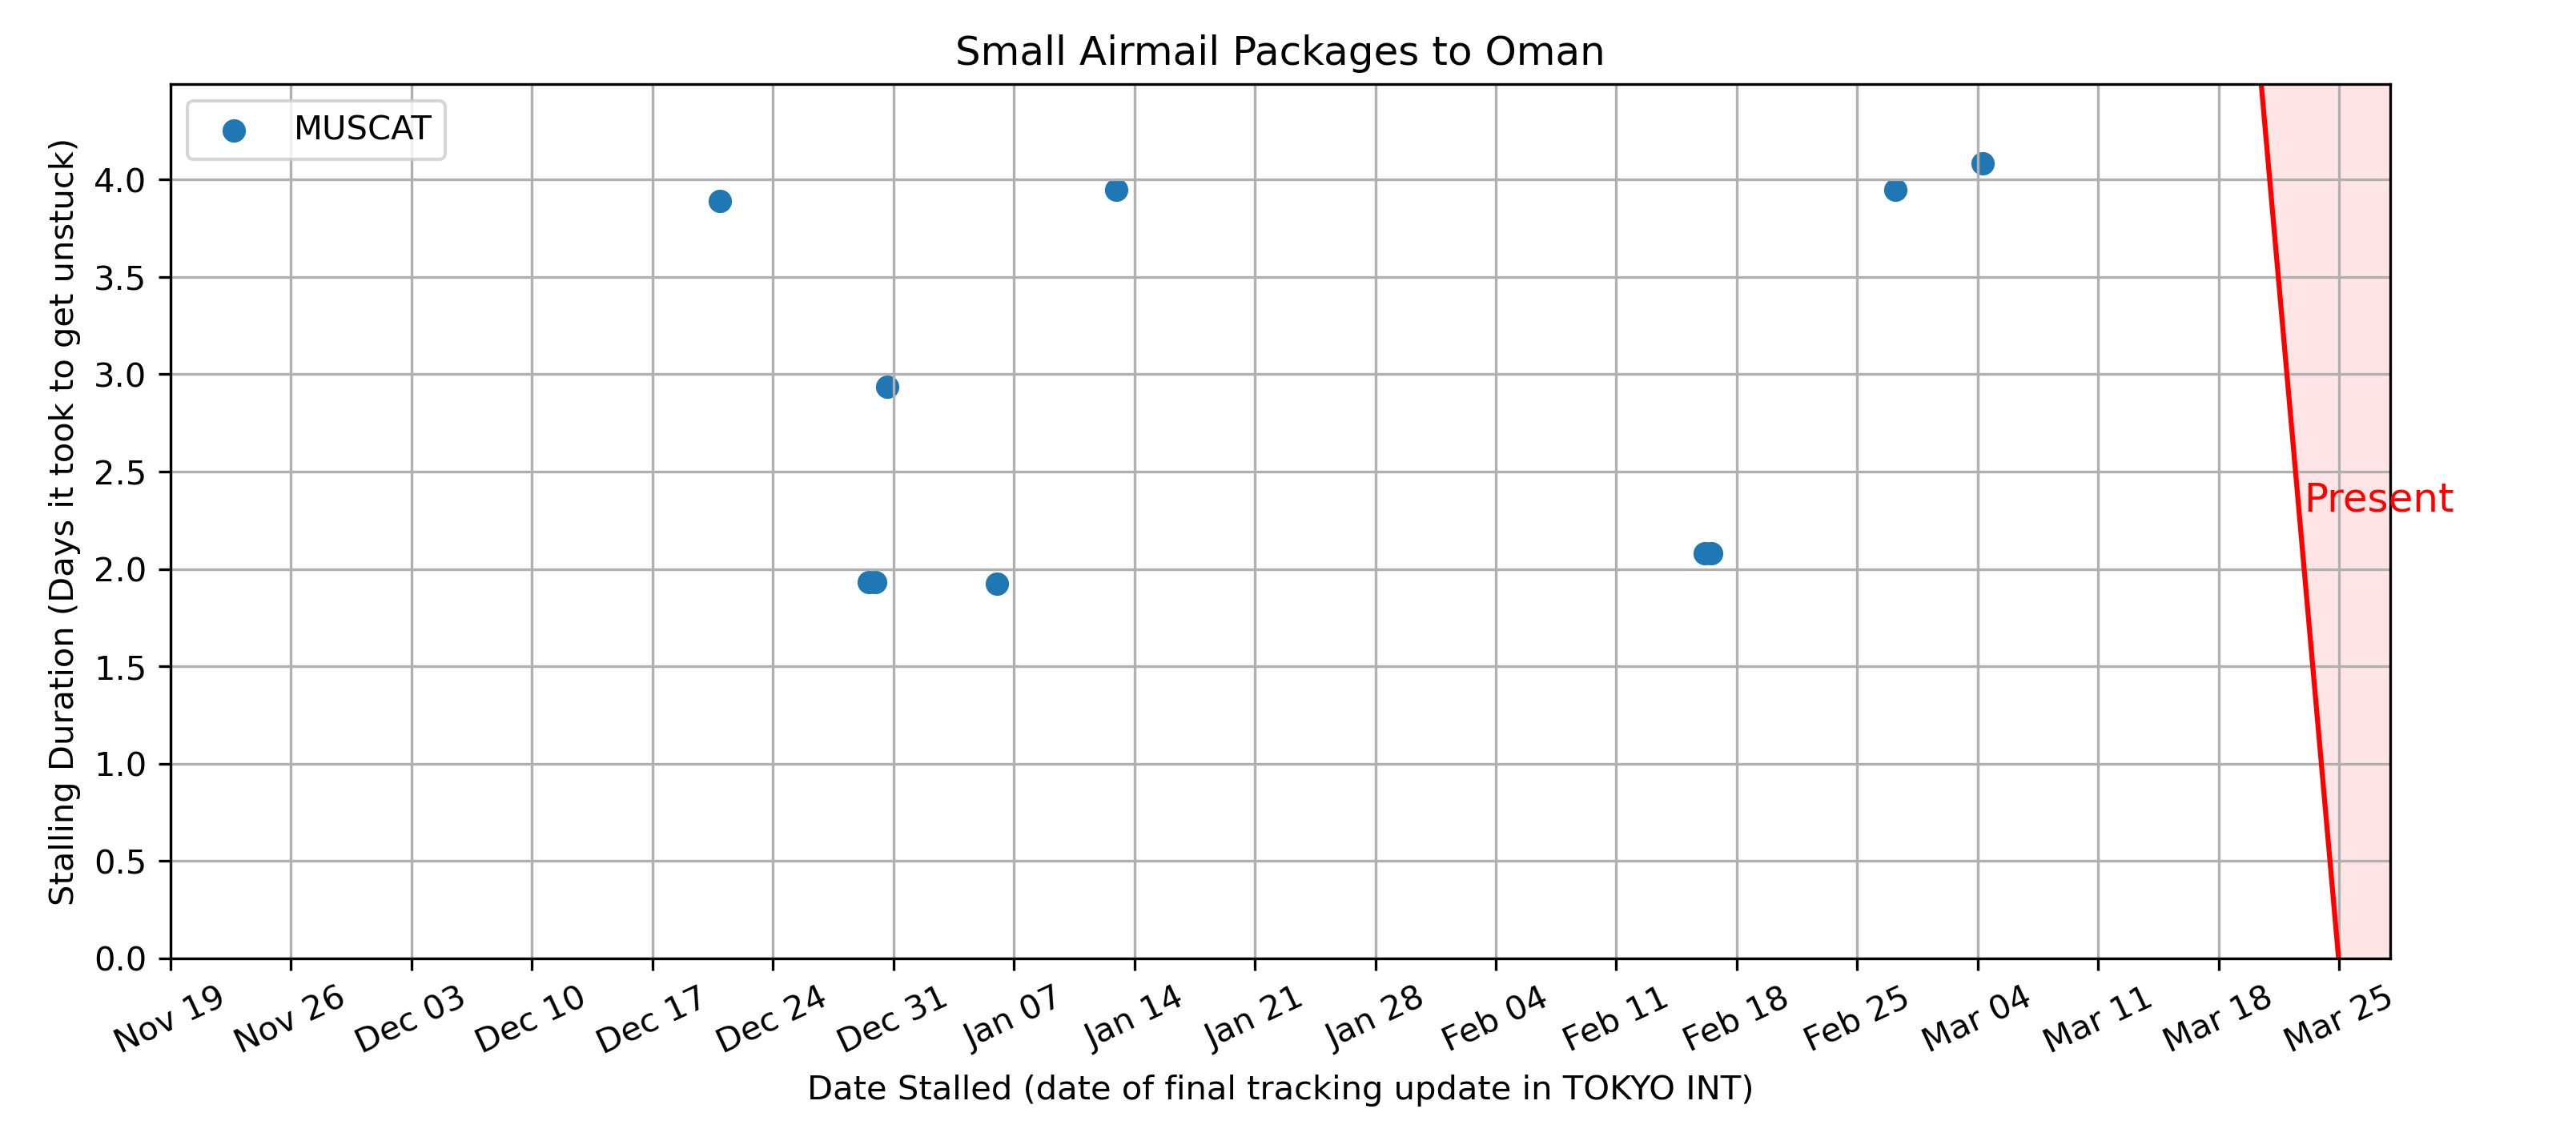 Small Airmail Packages to Oman
MUSCAT
Stalling Duration (Days it took to get unstuck)
4.0
3.5
3.0
2.5
2.0
1.5
1.0
0.5
0.0
Present
Nov 19
Nov 26
Dec 03
Dec 10
Dec 17
Dec 24
Dec 31
Jan 07
Jan 14
Jan 21
Jan 28
Feb 04
Feb 11
Feb 18
Feb 25
Mar 04
Mar 11
Mar 18
Mar 25
Date Stalled (date of final tracking update in TOKYO INT)